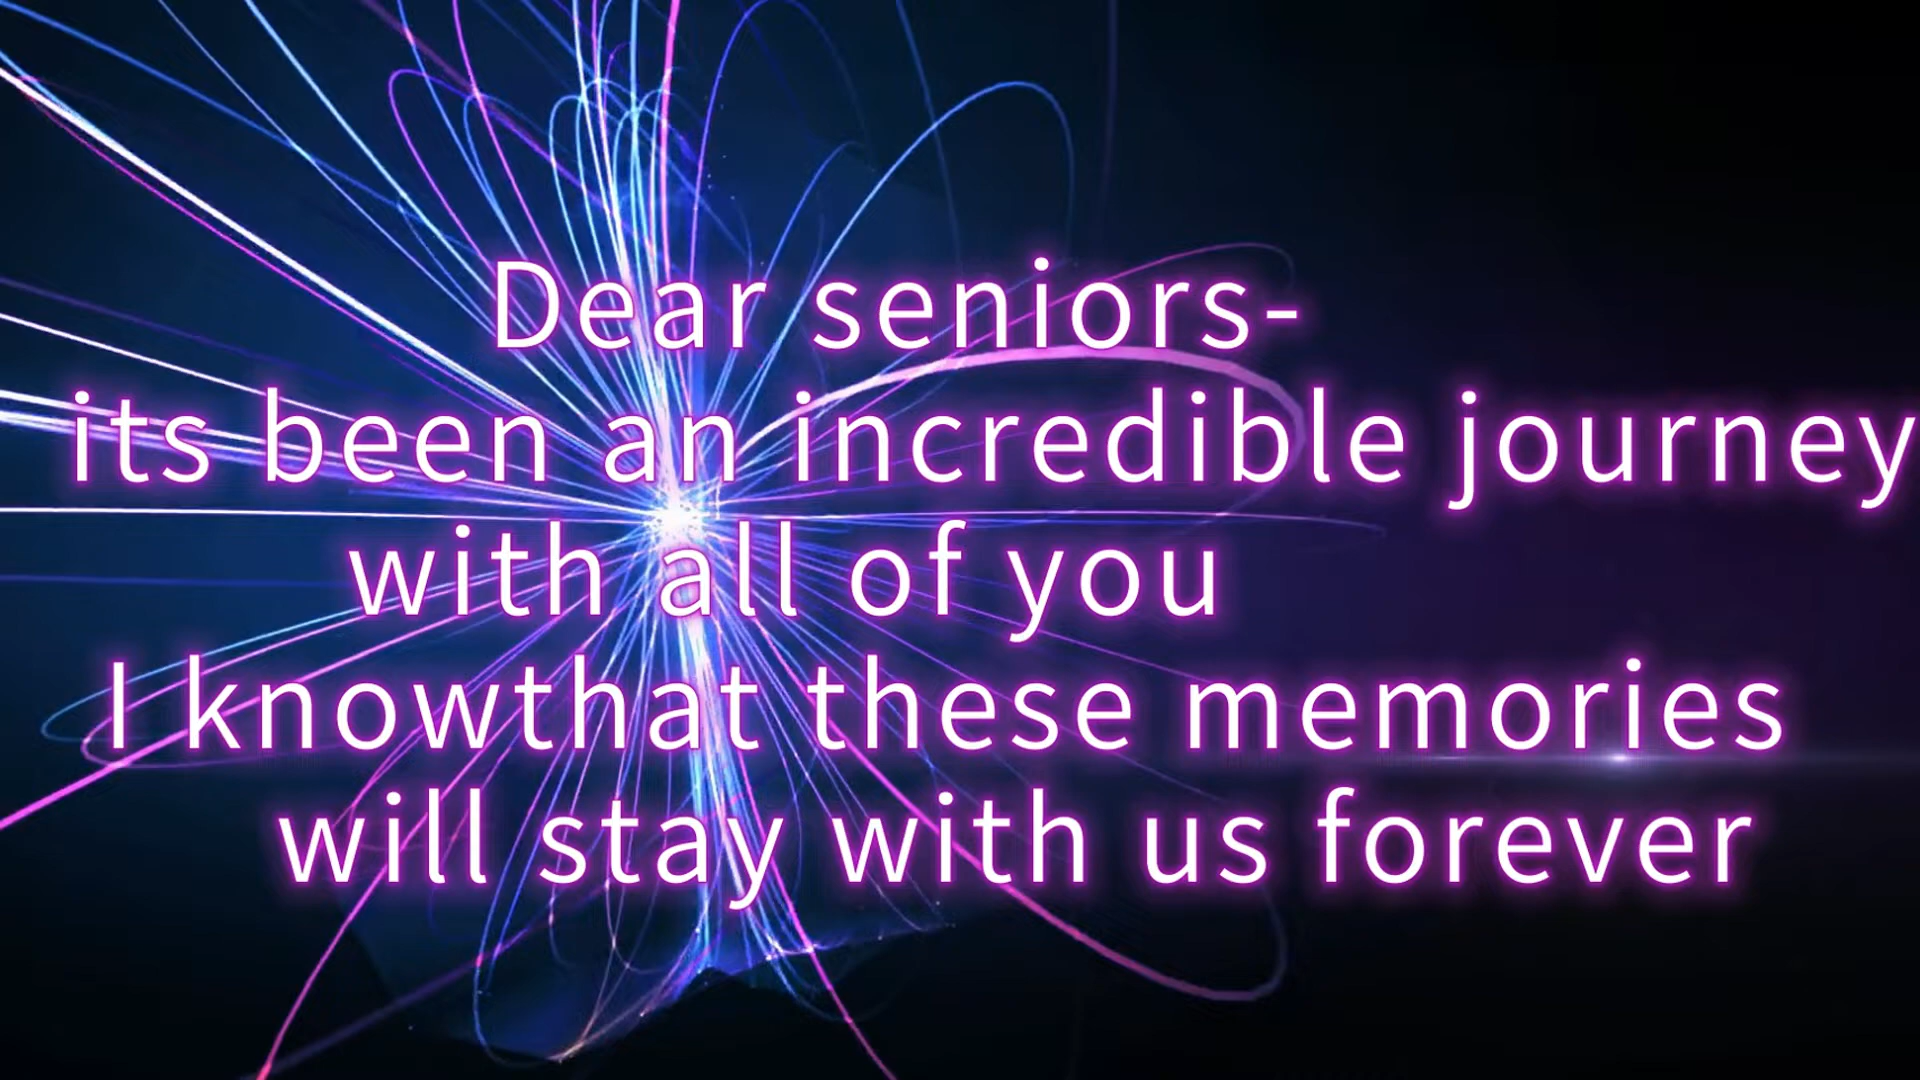 Dear seniors-
its been an incredible journey
with all of you
I knowthat these memories
will stay with us forever